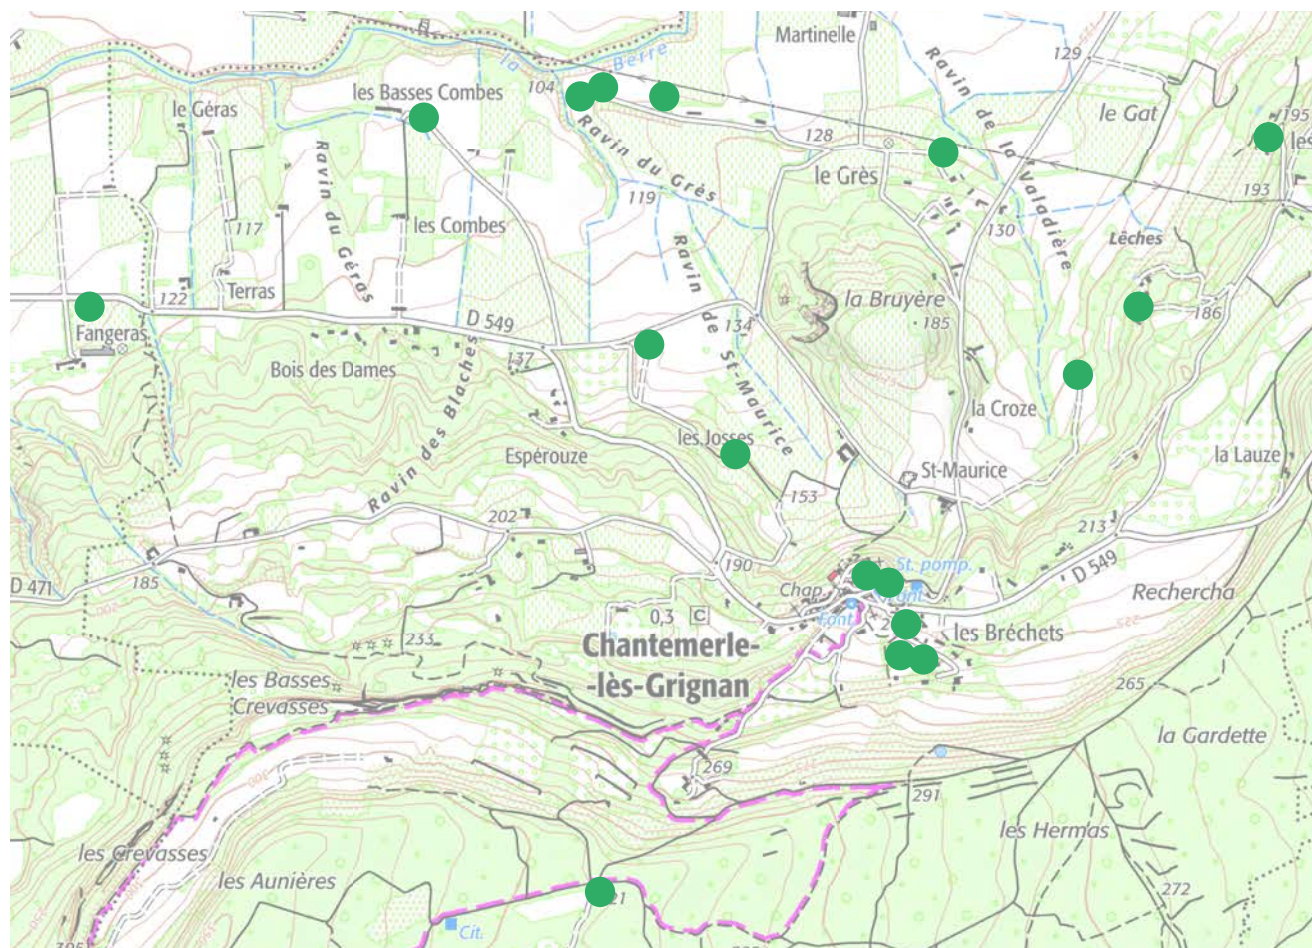 Martinelle
129
la Berre
104
les Basses Combes
le Géras
le Gat
195
les
128
Ravin de la Valadière
Ravin du Grès
le Grès
193
119
Ravin du Géras
117
les Combes
130
Lêches
Ravin de St-Maurice
Terras
122
la Bruyère
185
186
D 549
134
Fangeras
137
Bois des Dames
la Croze
Ravin des Blaches
les Josses
Espérouze
la Lauze
St-Maurice
153
202
213
190
St. pomp.
D 549
D 471
185
Chap.
Font.
Rechercha
0,3 C
233
Chantemerle-
-lès-Grignan
les Bréchets
les Basses
Crevasses
265
la Gardette
269
225
275
300
291
les Hermas
les Crevasses
les Aunières
272
Cit.